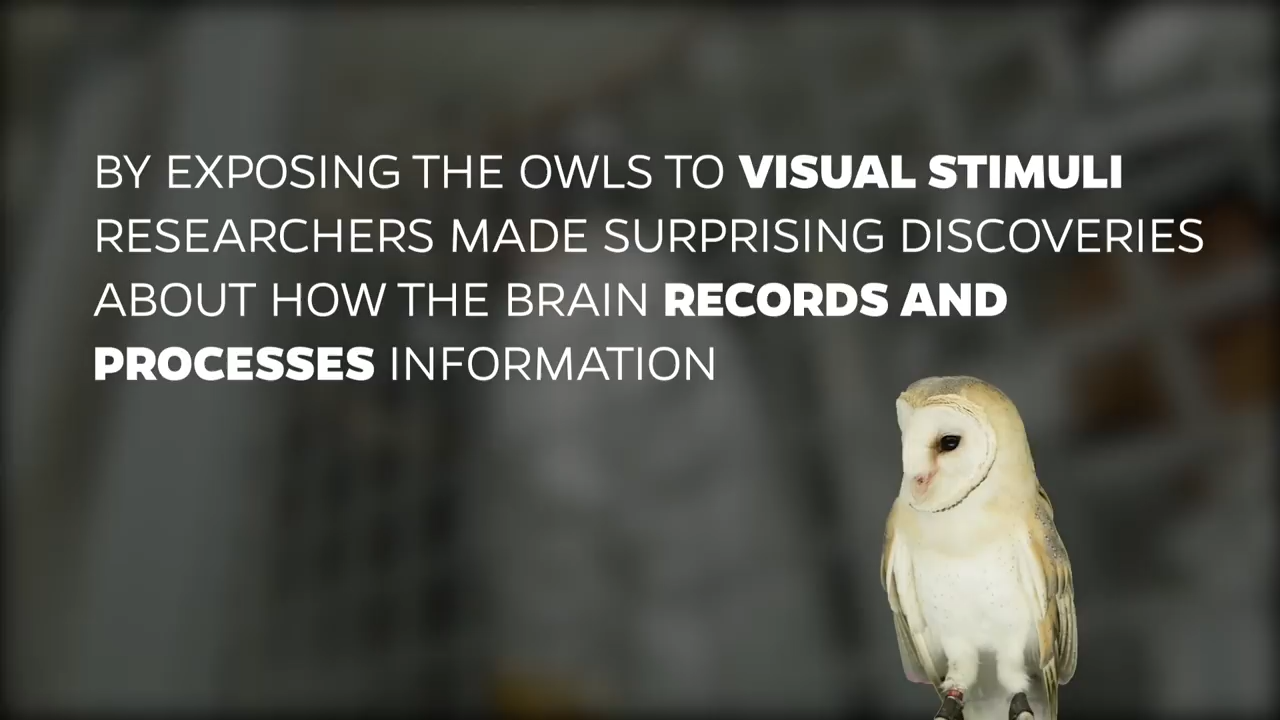 BY EXPOSING THE OWLS TO VISUAL STIMULI
RESEARCHERS MADE SURPRISING DISCOVERIES
ABOUT HOW THE BRAIN RECORDS AND
PROCESSES INFORMATION